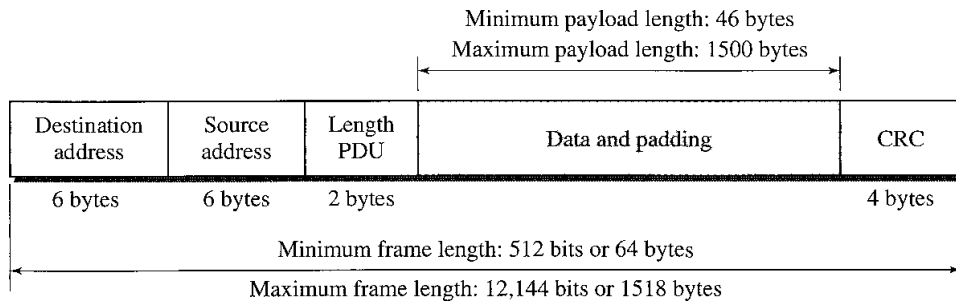 Minimum payload length: 46 bytes
Maximum payload length: 1500 bytes
Destination address
Source address
Length PDU
Data and padding
CRC
6 bytes
6 bytes
2 bytes
4 bytes
Minimum frame length: 512 bits or 64 bytes
Maximum frame length: 12,144 bits or 1518 bytes